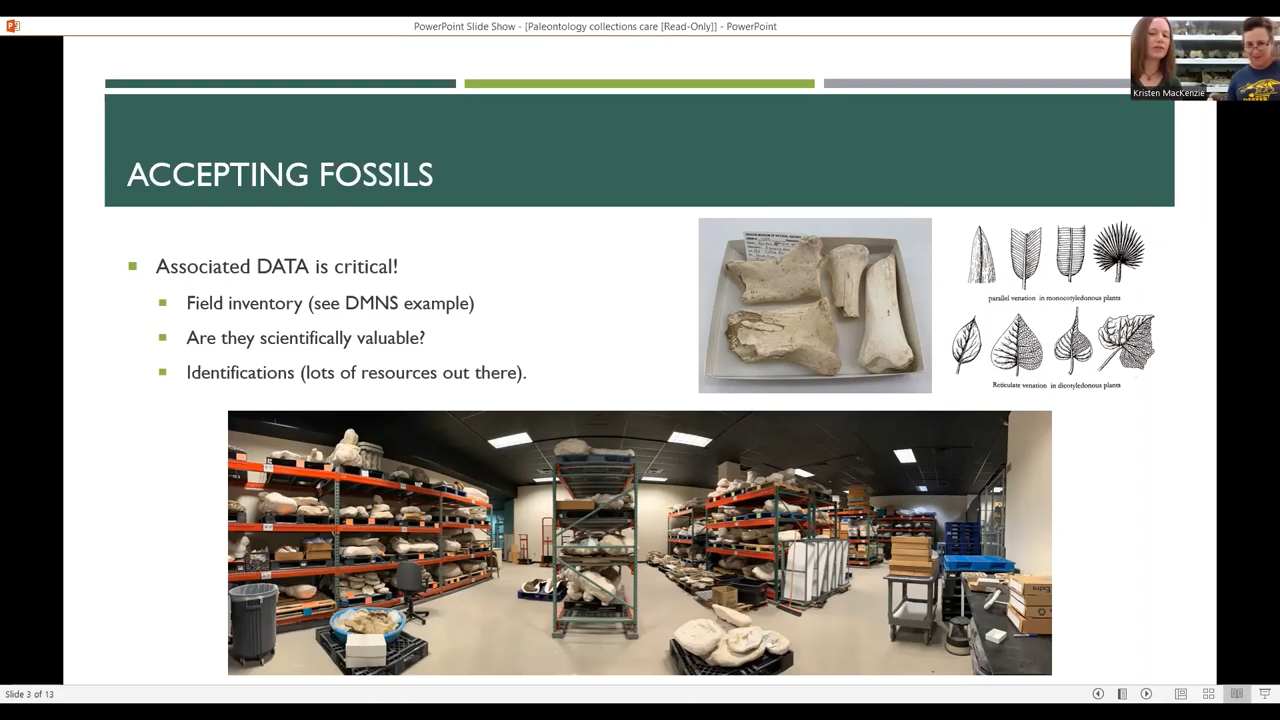 PowerPoint Slide Show - [Paleontology collections care [Read-Only]] - PowerPoint
Kristen MacKenzie
ACCEPTING FOSSILS
Associated DATA is critical!
Field inventory (see DMNS example)
Are they scientifically valuable?
Identifications (lots of resources out there).
parallel venation in monocotyledonous plants
Reticulate venation in dicotyledonous plants
Slide 3 of 13